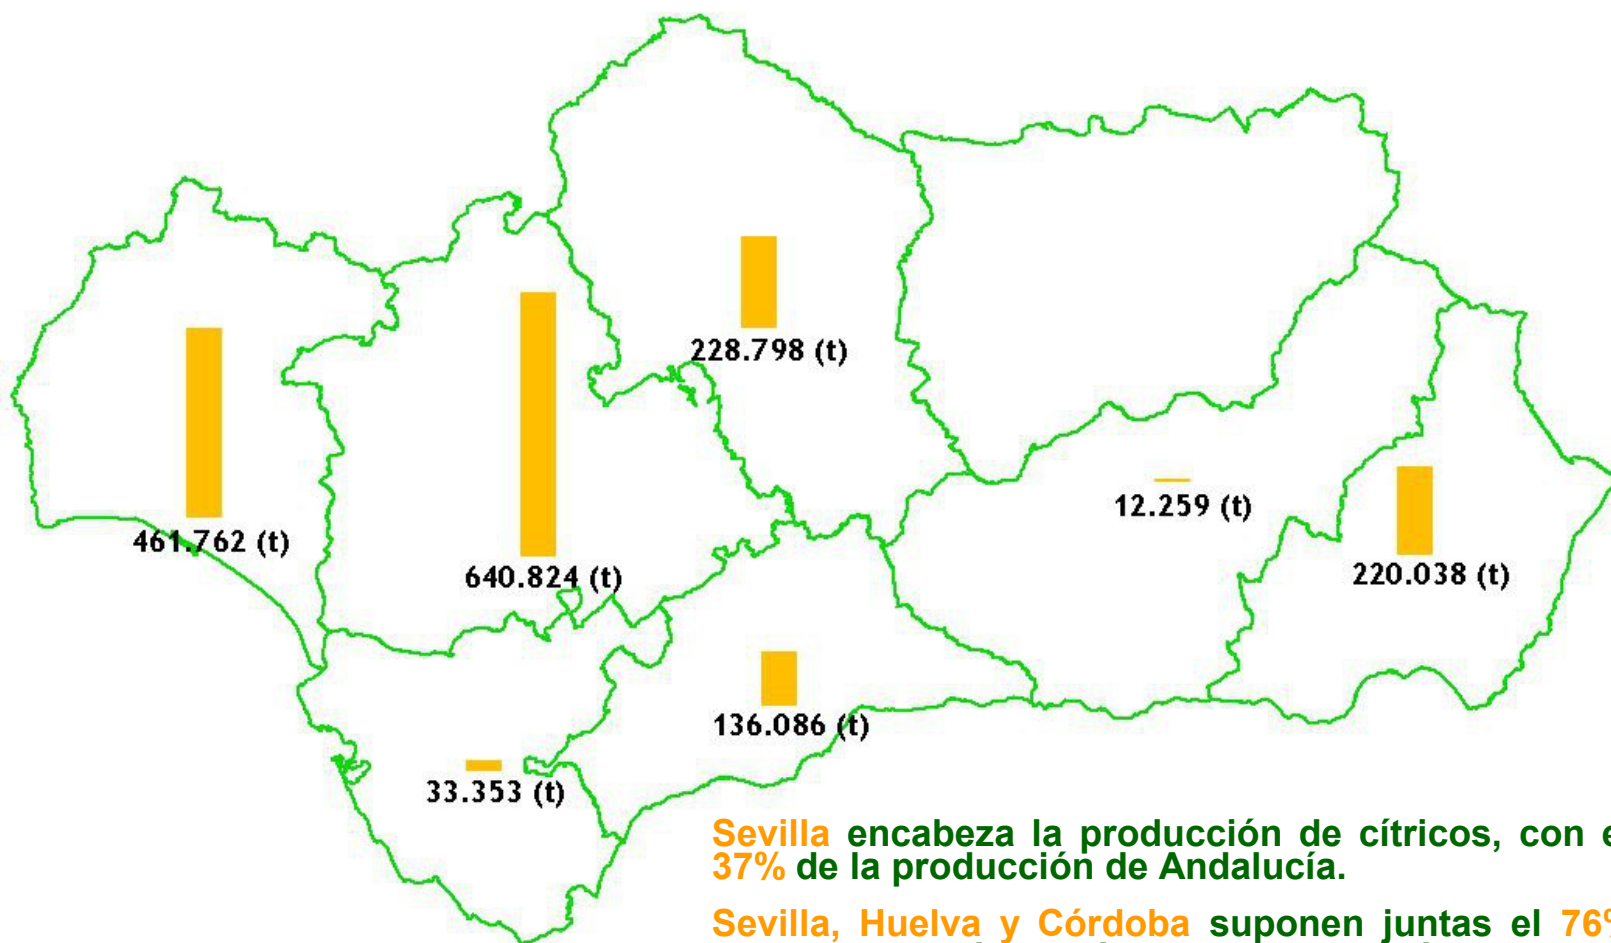 228.798 (t)
12.259 (t)
461.762 (t)
640.824 (t)
220.038 (t)
136.086 (t)
33.353 (t)
Sevilla encabeza la producción de cítricos, con
37% de la producción de Andalucía.
Sevilla, Huelva y Córdoba suponen juntas el 76%